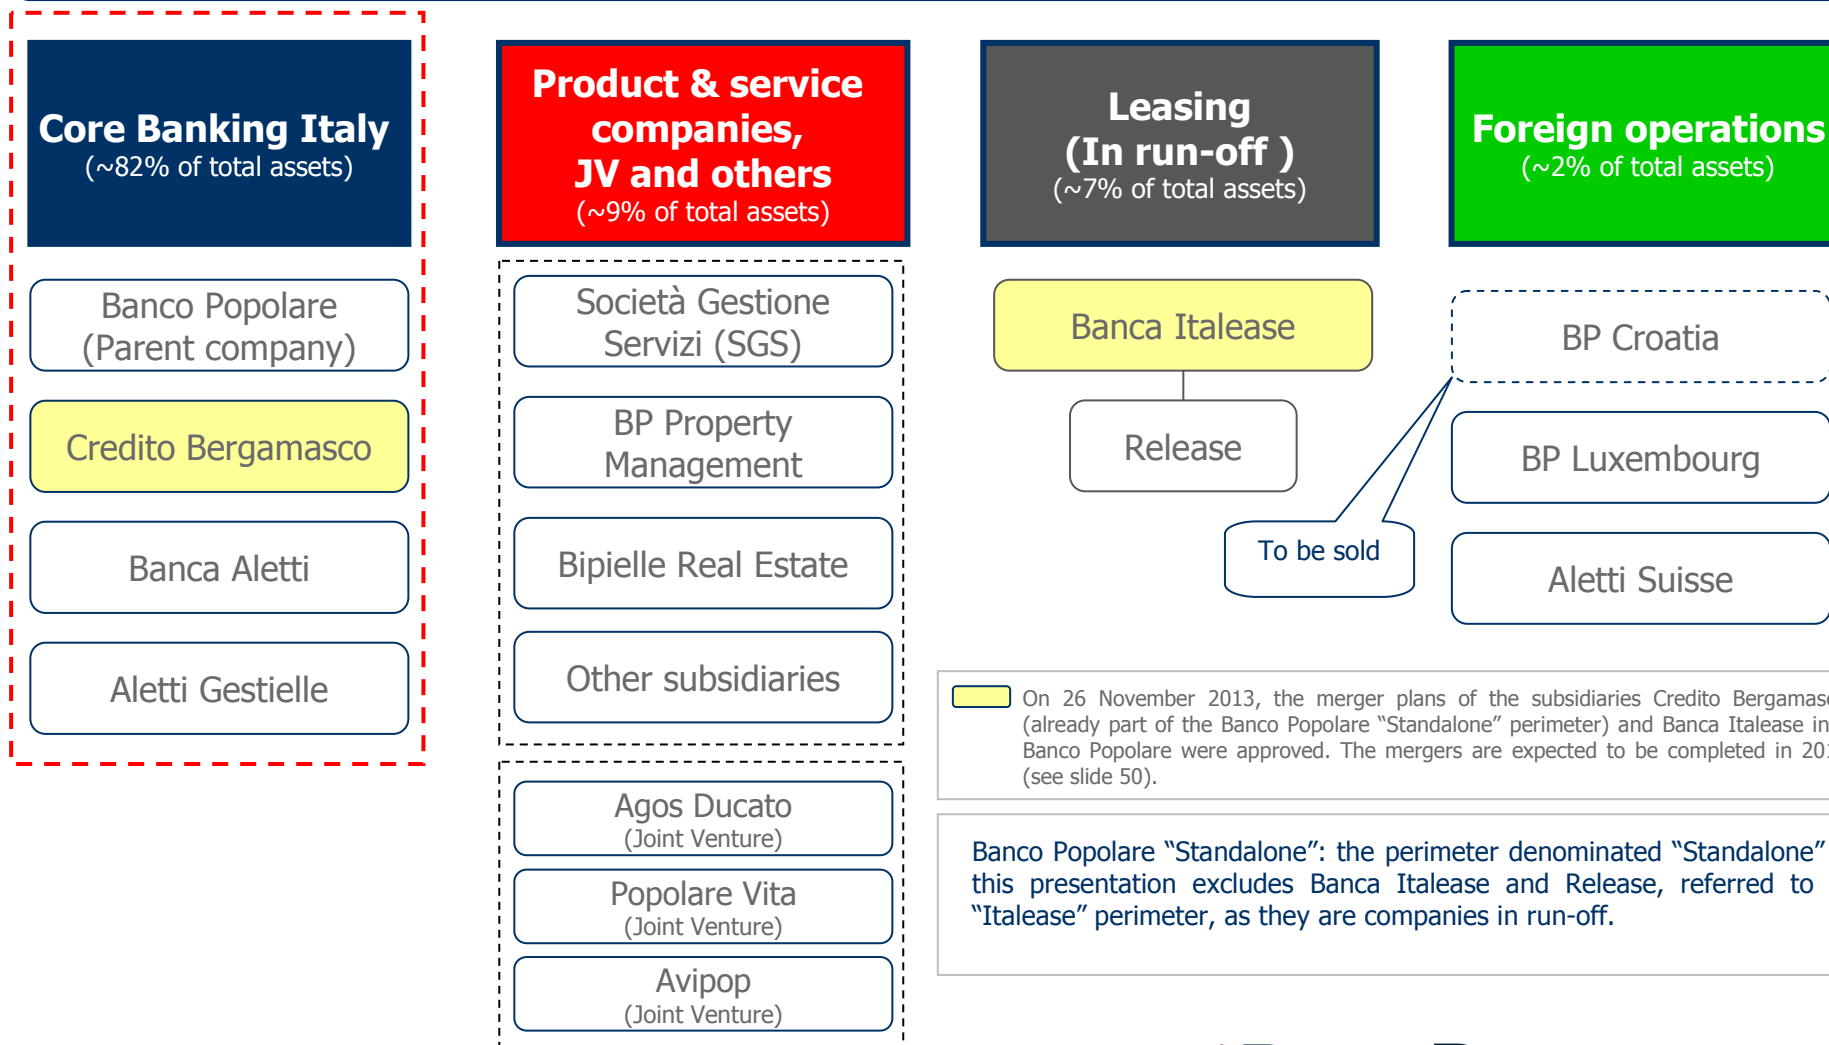 Core Banking Italy
(~82% of total assets)
Banco Popolare
(Parent company)
Credito Bergamasco
Banca Aletti
Aletti Gestielle
Product & service
companies,
JV and others
(~9% of total assets)
Società Gestione
Servizi (SGS)
BP Property
Management
Bipielle Real Estate
Other subsidiaries
Agos Ducato
(Joint Venture)
Popolare Vita
(Joint Venture)
Avipop
(Joint Venture)
Leasing
(In run-off )
(~7% of total assets)
Banca Italease
Release
Foreign operations
(~2% of total assets)
BP Croatia
To be sold
BP Luxembourg
Aletti Suisse
On 26 November 2013, the merger plans of the subsidiaries Credito
(already part of the Banco Popolare “Standalone” perimeter) and Banca Italease
Banco Popolare were approved. The mergers are expected to be completed in
(see slide 50).
Banco Popolare “Standalone”: the perimeter denominated “Standalone”
this presentation excludes Banca Italease and Release, referred to
“Italease” perimeter, as they are companies in run-off.